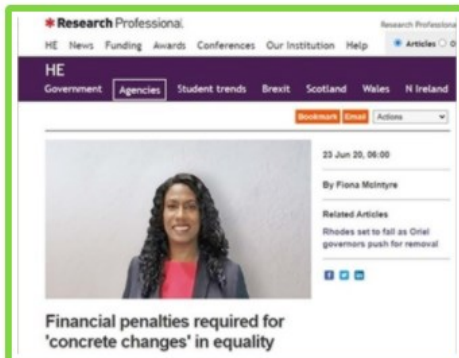 Research Professional
Research Professional
HE News Funding Awards Conferences Our Institution Help Articles
HE
Government Agencies Student trends Brexit Scotland Wales N Ireland
Bookmark Email Actions
23 Jun 20, 06:00
By Fiona McIntyre
Related Articles
Rhodes set to fall as Oriel
governors push for removal
Financial penalties required for
'concrete changes' in equality